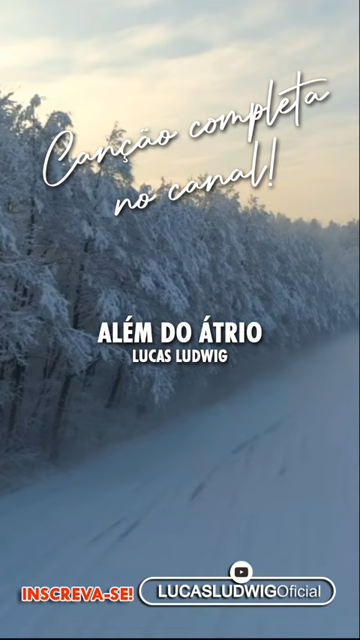 Canção completa
no canal!
ALÉM DO ÁTRIO
LUCAS LUDWIG
INSCREVA-SE! LUCASLUDWIGOficial